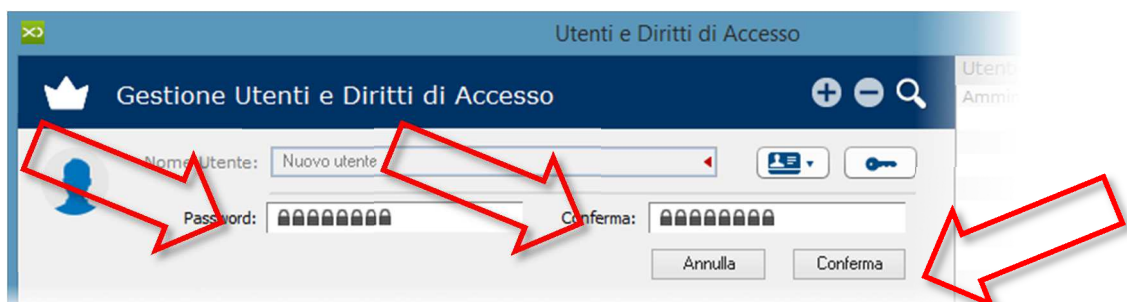 Utenti e Diritti di Accesso
Gestione Utenti e Diritti di Accesso
Nome Utente: Nuovo utente
Password: Conferma:
Annulla Conferma